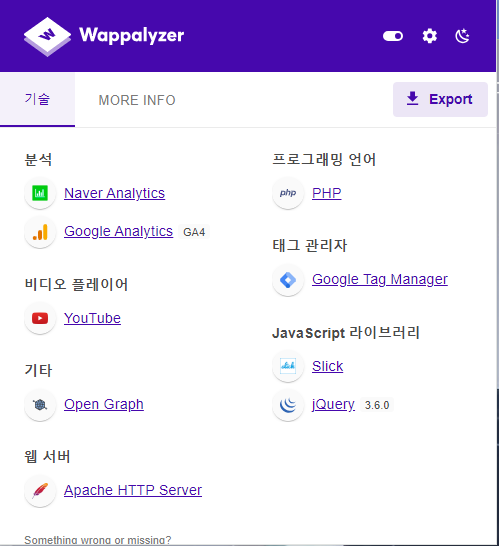 Wappalyzer
기술
MORE INFO
Export
분석
Naver Analytics
Google Analytics GA4
비디오 플레이어
YouTube
기타
Open Graph
웹 서버
Apache HTTP Server
프로그래밍 언어
php PHP
태그 관리자
Google Tag Manager
JavaScript 라이브러리
Slick
jQuery 3.6.0
Something wrong or missing?